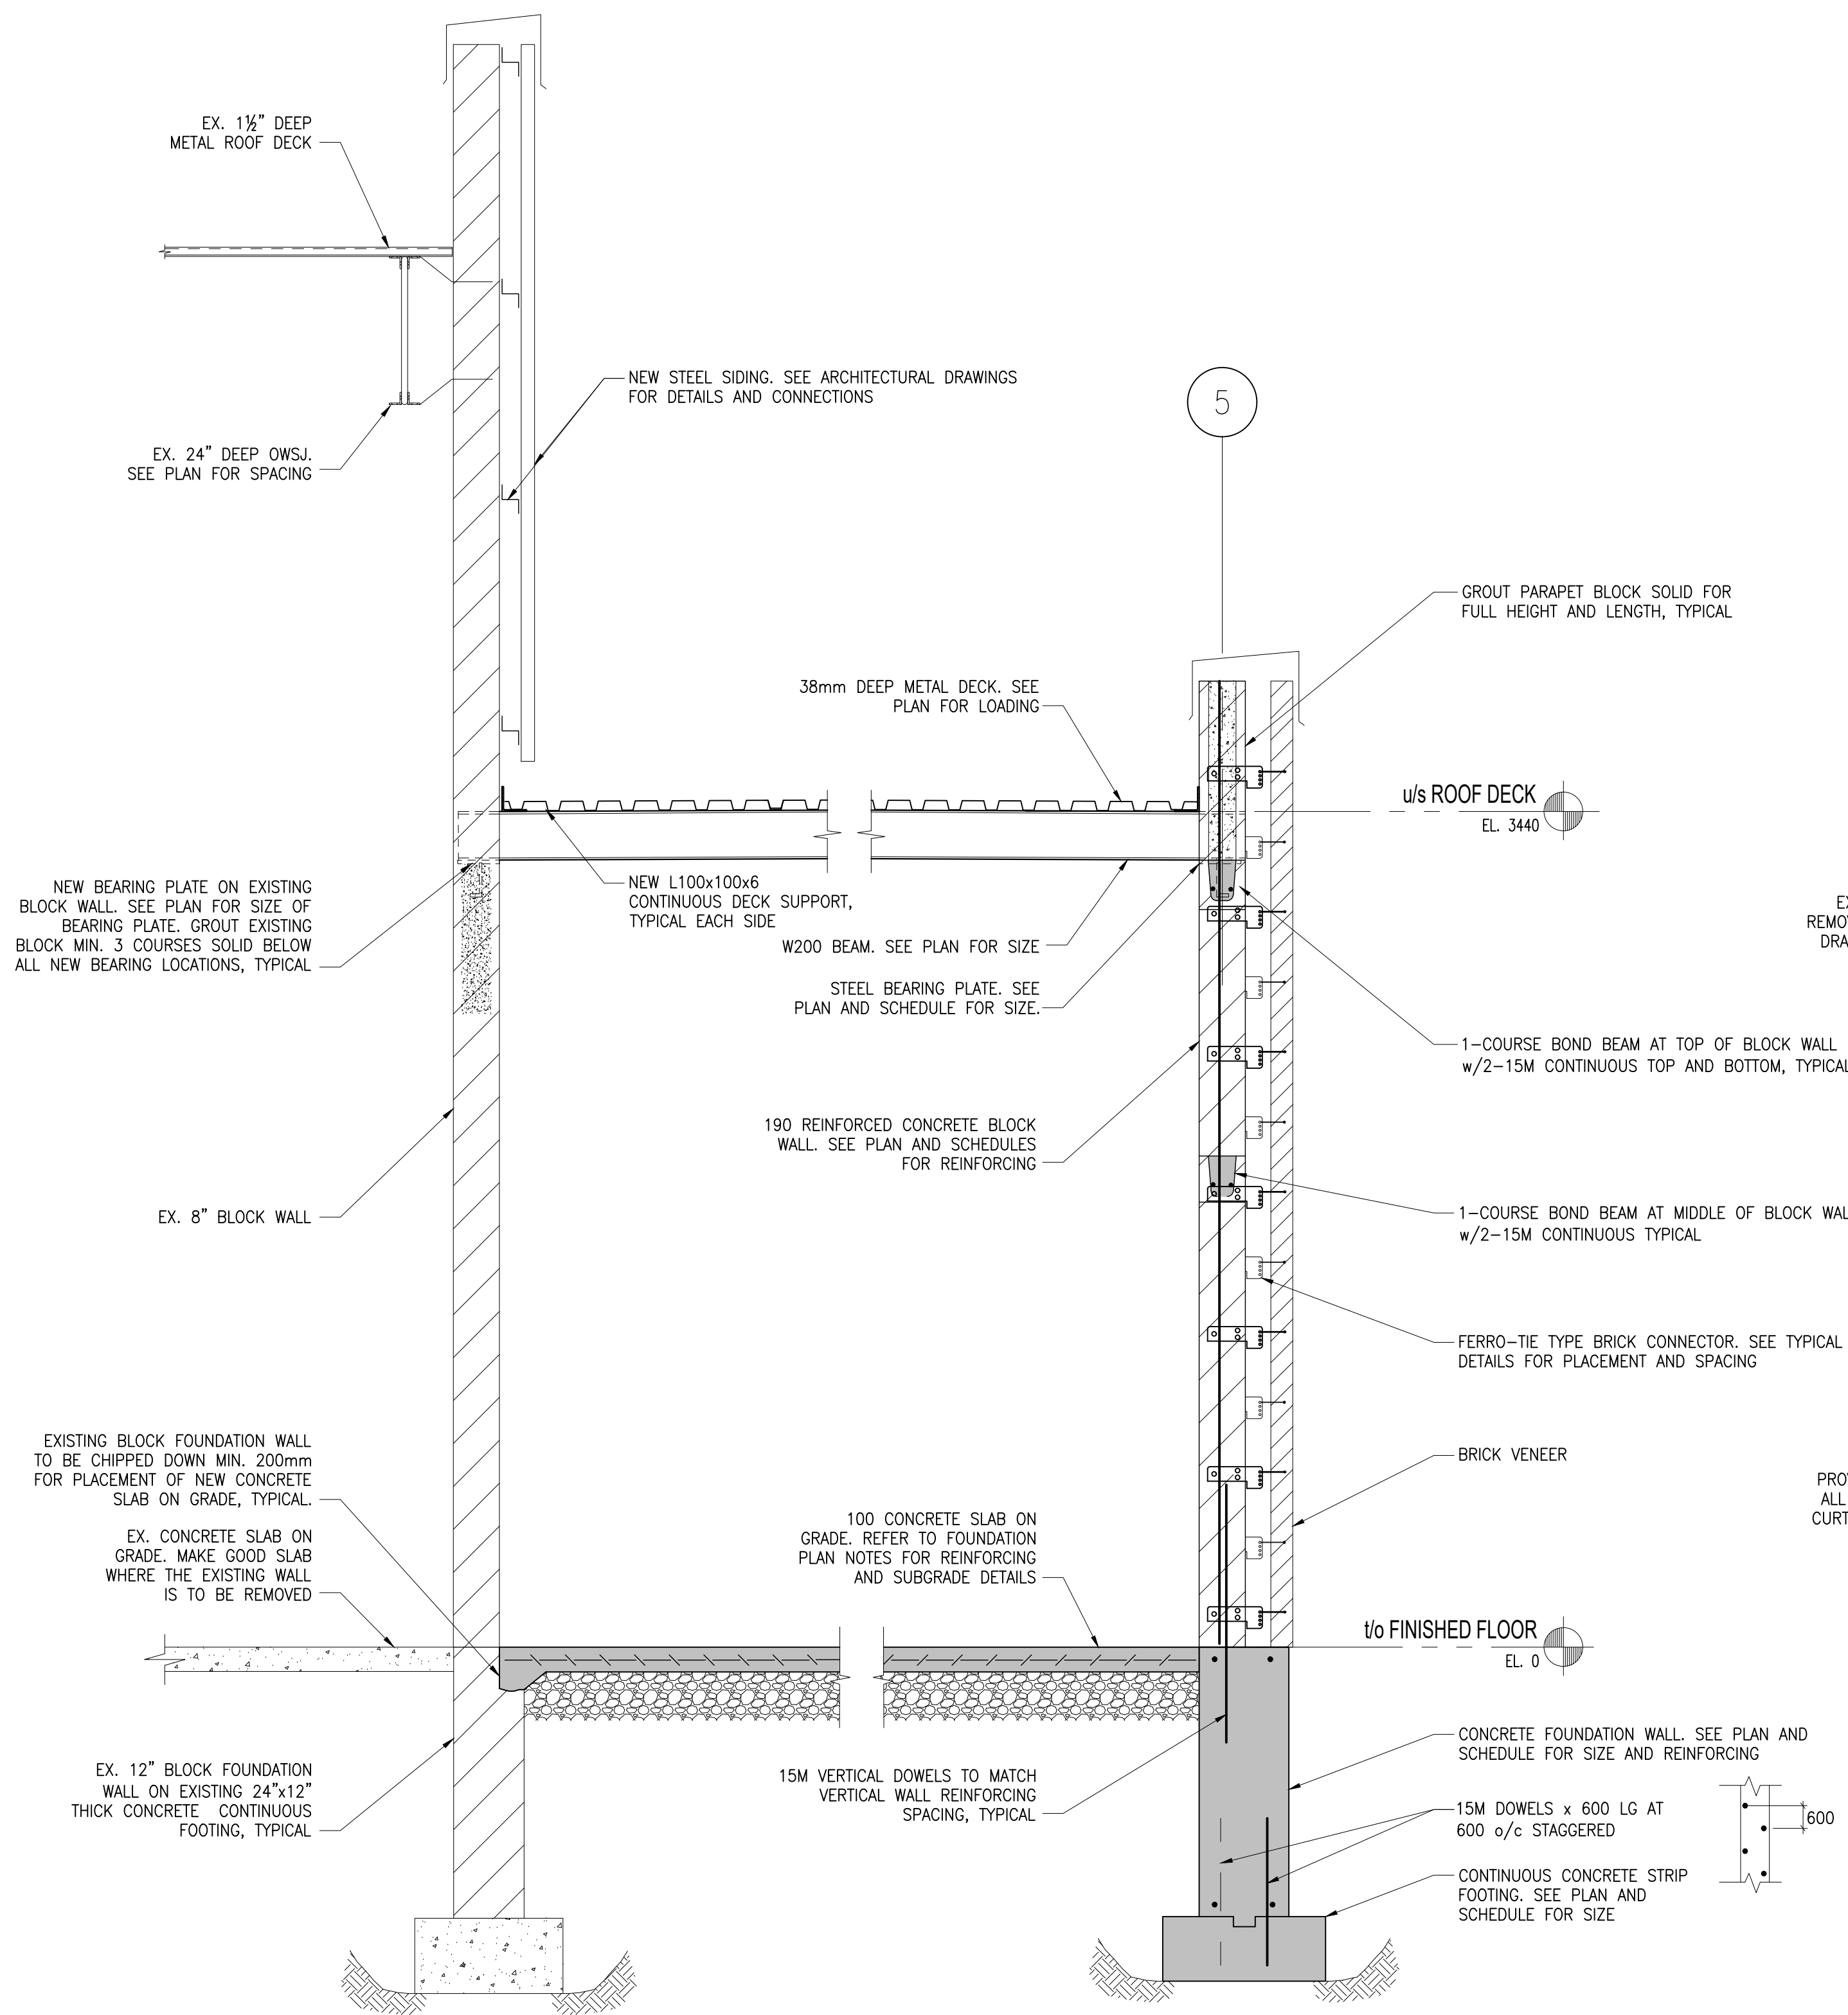 EX. 1½” DEEP
METAL ROOF DECK
EX. 24” DEEP OWSJ.
SEE PLAN FOR SPACING
NEW STEEL SIDING. SEE ARCHITECTURAL DRAWINGS
FOR DETAILS AND CONNECTIONS
5
GROUT PARAPET BLOCK SOLID FOR
FULL HEIGHT AND LENGTH, TYPICAL
38mm DEEP METAL DECK. SEE
PLAN FOR LOADING
u/s ROOF DECK
EL. 3440
NEW BEARING PLATE ON EXISTING
BLOCK WALL. SEE PLAN FOR SIZE OF
BEARING PLATE. GROUT EXISTING
BLOCK MIN. 3 COURSES SOLID BELOW
ALL NEW BEARING LOCATIONS, TYPICAL
NEW L100x100x6
CONTINUOUS DECK SUPPORT,
TYPICAL EACH SIDE
W200 BEAM. SEE PLAN FOR SIZE
STEEL BEARING PLATE. SEE
PLAN AND SCHEDULE FOR SIZE.
REMO
DRA
1-COURSE BOND BEAM AT TOP OF BLOCK WALL
w/2-15M CONTINUOUS TOP AND BOTTOM, TYPICAL
190 REINFORCED CONCRETE BLOCK
WALL. SEE PLAN AND SCHEDULES
FOR REINFORCING
EX. 8” BLOCK WALL
1-COURSE BOND BEAM AT MIDDLE OF BLOCK WAL
w/2-15M CONTINUOUS TYPICAL
FERRO-TIE TYPE BRICK CONNECTOR. SEE TYPICAL
DETAILS FOR PLACEMENT AND SPACING
EXISTING BLOCK FOUNDATION WALL
TO BE CHIPPED DOWN MIN. 200mm
FOR PLACEMENT OF NEW CONCRETE
SLAB ON GRADE, TYPICAL.
BRICK VENEER
PRO
ALL
CURT
EX. CONCRETE SLAB ON
GRADE. MAKE GOOD SLAB
WHERE THE EXISTING WALL
IS TO BE REMOVED
100 CONCRETE SLAB ON
GRADE. REFER TO FOUNDATION
PLAN NOTES FOR REINFORCING
AND SUBGRADE DETAILS
t/o FINISHED FLOOR
EL. 0
EX. 12” BLOCK FOUNDATION
WALL ON EXISTING 24”x12”
THICK CONCRETE CONTINUOUS
FOOTING, TYPICAL
15M VERTICAL DOWELS TO MATCH
VERTICAL WALL REINFORCING
SPACING, TYPICAL
CONCRETE FOUNDATION WALL. SEE PLAN AND
SCHEDULE FOR SIZE AND REINFORCING
15M DOWELS x 600 LG AT
600 o/c STAGGERED
600
CONTINUOUS CONCRETE STRIP
FOOTING. SEE PLAN AND
SCHEDULE FOR SIZE